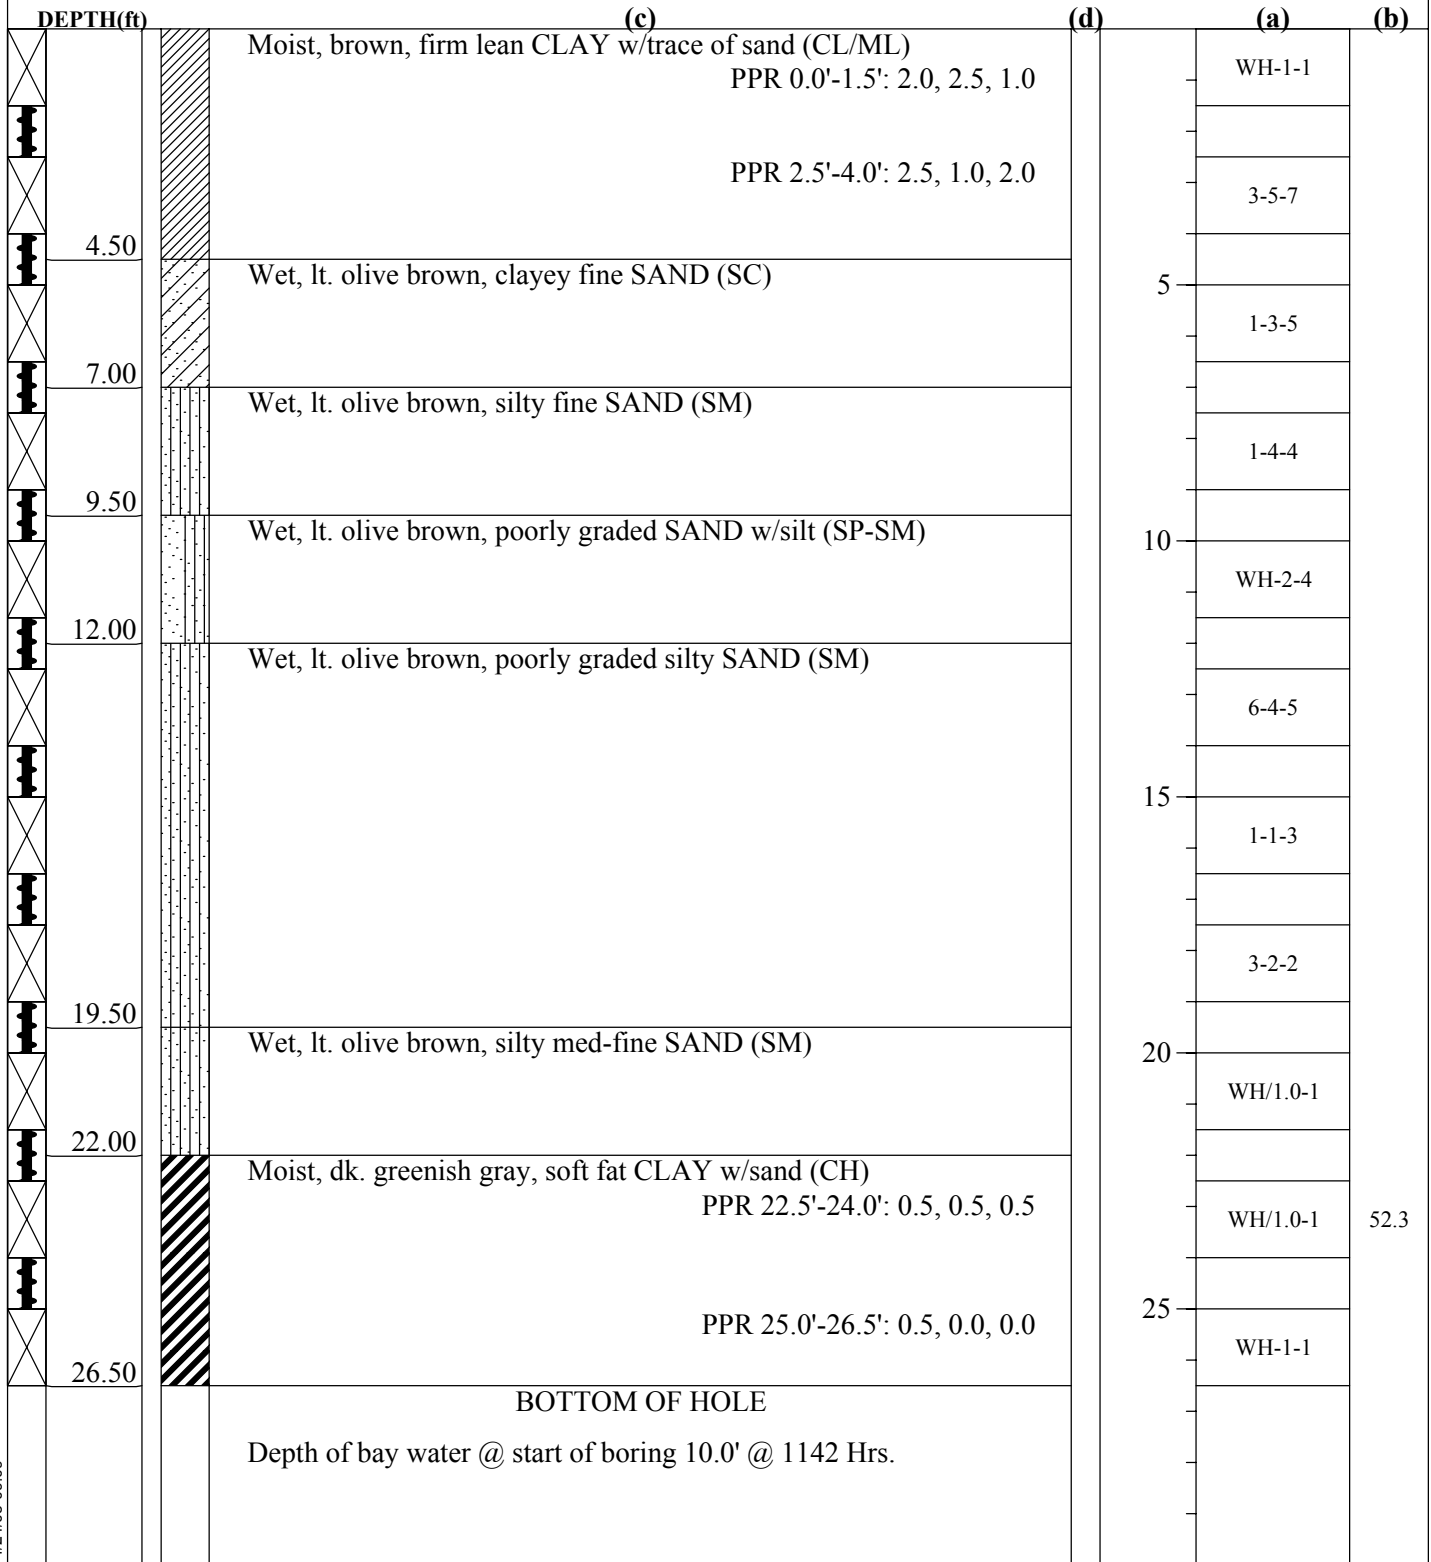 DEPTH(ft) (c) (d) (a) (b)
Moist, brown, firm lean CLAY w/trace of sand (CL/ML)
WH-1-1
PPR 0.0'-1.5': 2.0, 2.5, 1.0
PPR 2.5'-4.0': 2.5, 1.0, 2.0
3-5-7
4.50
Wet, lt. olive brown, clayey fine SAND (SC)
5
1-3-5
7.00
Wet, lt. olive brown, silty fine SAND (SM)
1-4-4
9.50
Wet, lt. olive brown, poorly graded SAND w/silt (SP-SM)
10
WH-2-4
12.00
Wet, lt. olive brown, poorly graded silty SAND (SM)
6-4-5
15
1-1-3
3-2-2
19.50
Wet, lt. olive brown, silty med-fine SAND (SM)
20
WH/1.0-1
22.00
Moist, dk. greenish gray, soft fat CLAY w/sand (CH)
PPR 22.5'-24.0': 0.5, 0.5, 0.5
WH/1.0-1 52.3
25
PPR 25.0'-26.5': 0.5, 0.0, 0.0
WH-1-1
26.50
BOTTOM OF HOLE
Depth of bay water @ start of boring 10.0' @ 1142 Hrs.